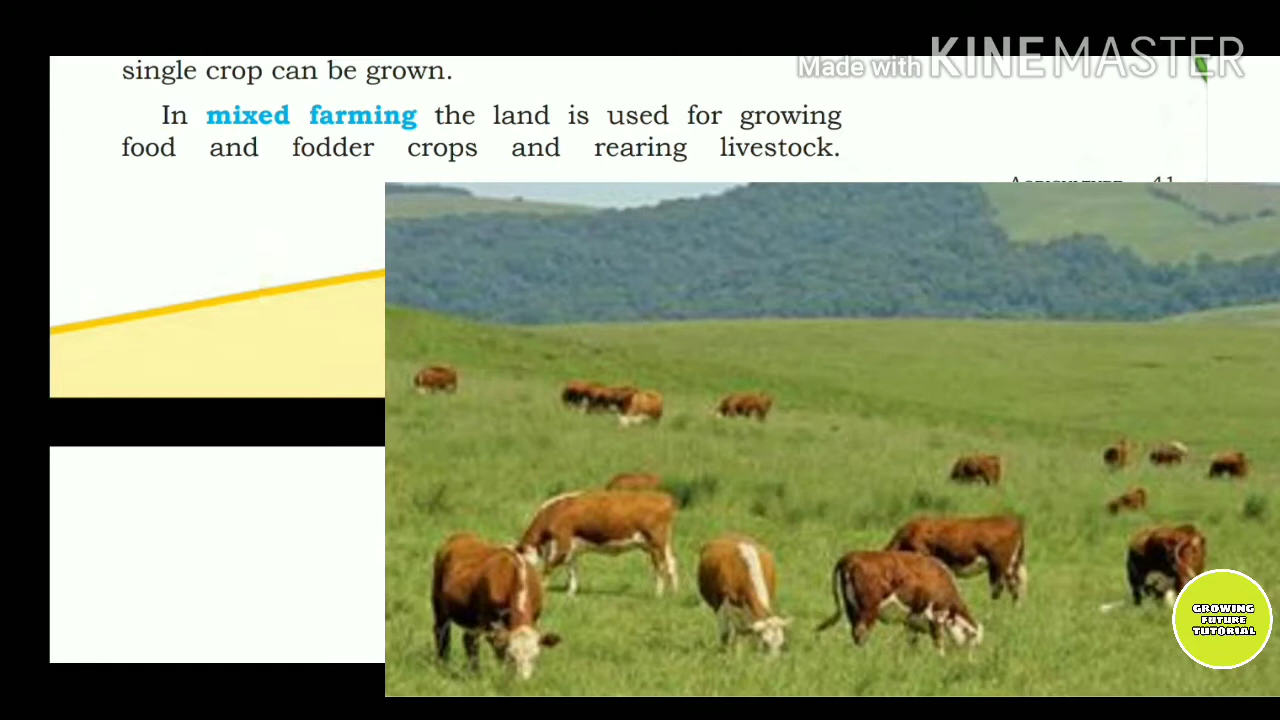 Made with KINEMASTER
single crop can be grown.
In mixed farming the land is used for growing
food and fodder crops and rearing livestock.
GROWING
FUTURE
TUTORIAL